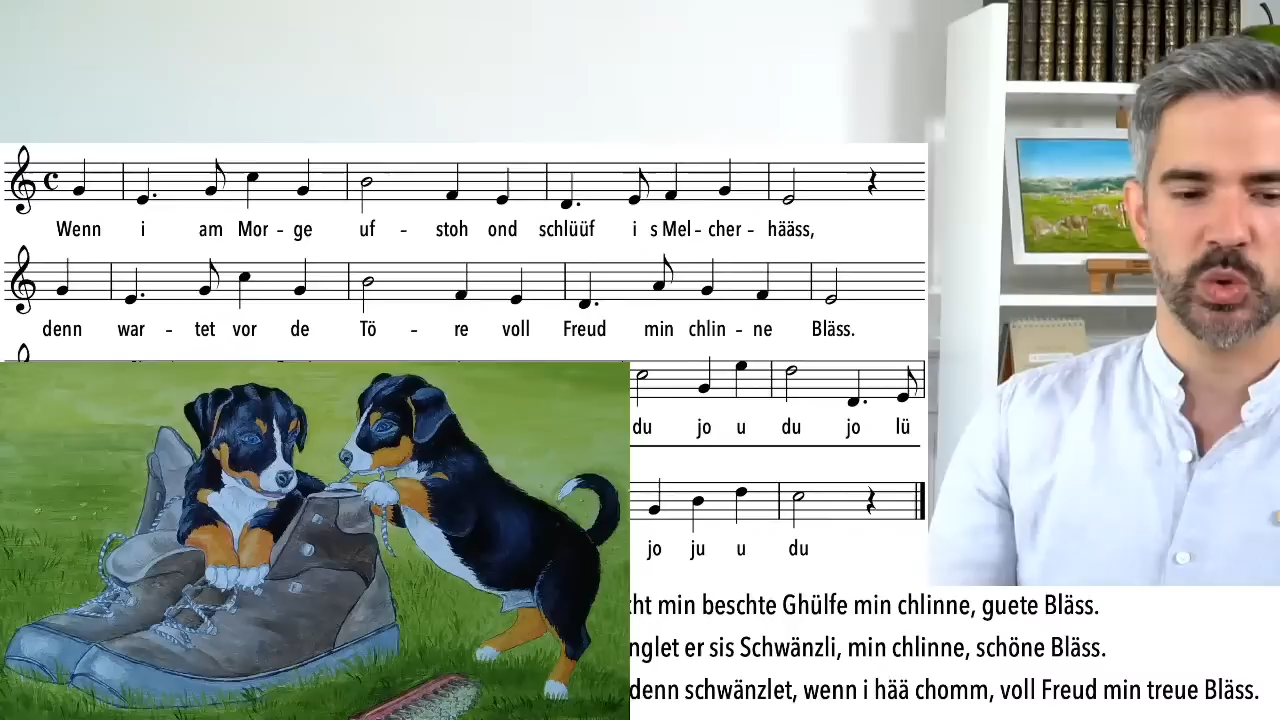 Wenn i am Mor - ge uf - stoh ond schlüüf i s Mel - cher - hääss,
denn war - tet vor de Tö - re voll Freud min chlin - ne Bläss.
du jo u du jo lü
jo ju u du
min beschte Ghülfe min chlinne, guete Bläss.
er sis Schwänzli, min chlinne, schöne Bläss.
denn schwänzlet, wenn i hää chomm, voll Freud min treue Bläss.